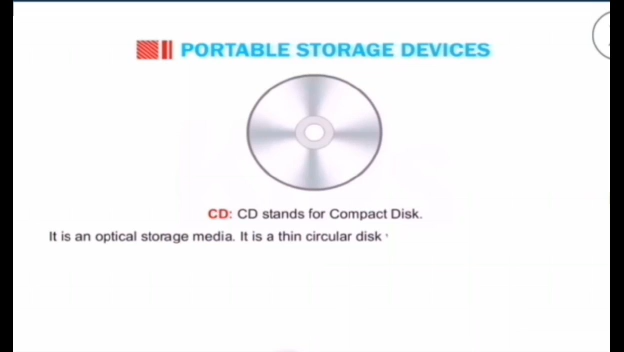 PORTABLE STORAGE DEVICES
CD: CD stands for Compact Disk.
It is an optical storage media. It is a thin circular disk